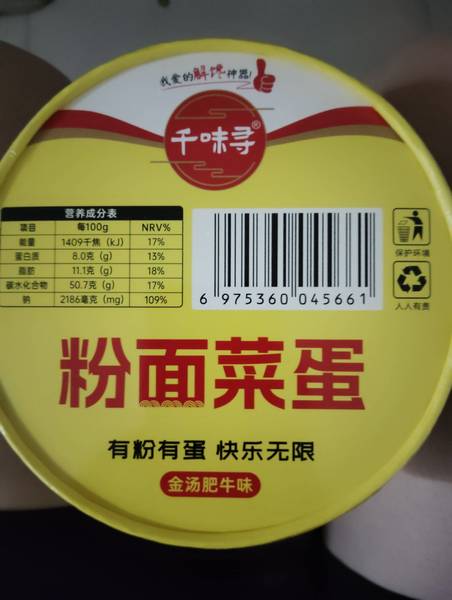 我爱的解馋神器!
千味寻®
营养成分表
项目 每100g NRV%
能量 1409千焦（kJ） 17%
蛋白质 8.0克（g） 13%
脂肪 11.1克（g） 18%
碳水化合物 50.7克（g） 17%
钠 2186毫克（mg） 109%
6 975360 045661
保护环境
人人有责
粉面菜蛋
有粉有蛋 快乐无限
金汤肥牛味